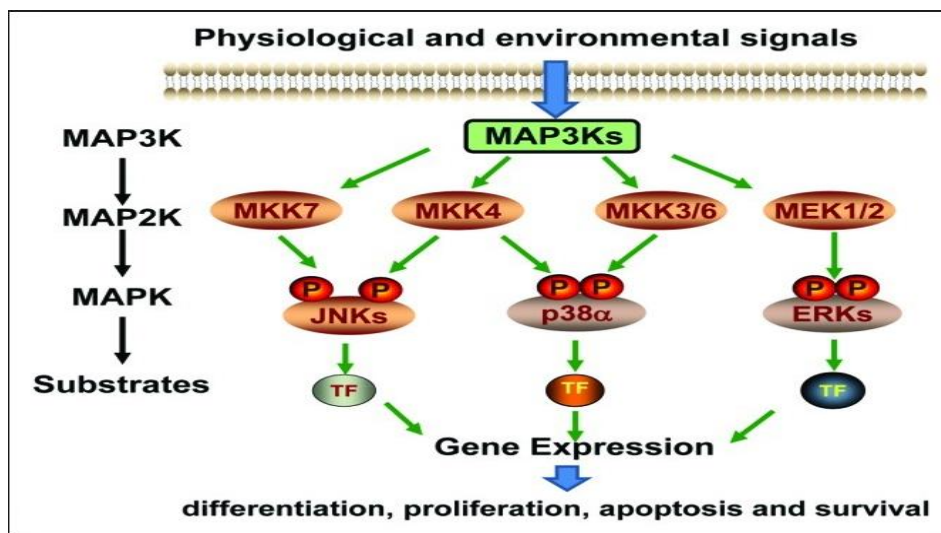 Physiological and environmental signals
MAP3K
MAP3Ks
MAP2K
MKK7
MKK4
MKK3/6
MEK1/2
MAPK
P P
JNKs
P P
p38α
P P
ERKs
Substrates
TF
TF
TF
Gene Expression
differentiation, proliferation, apoptosis and survival